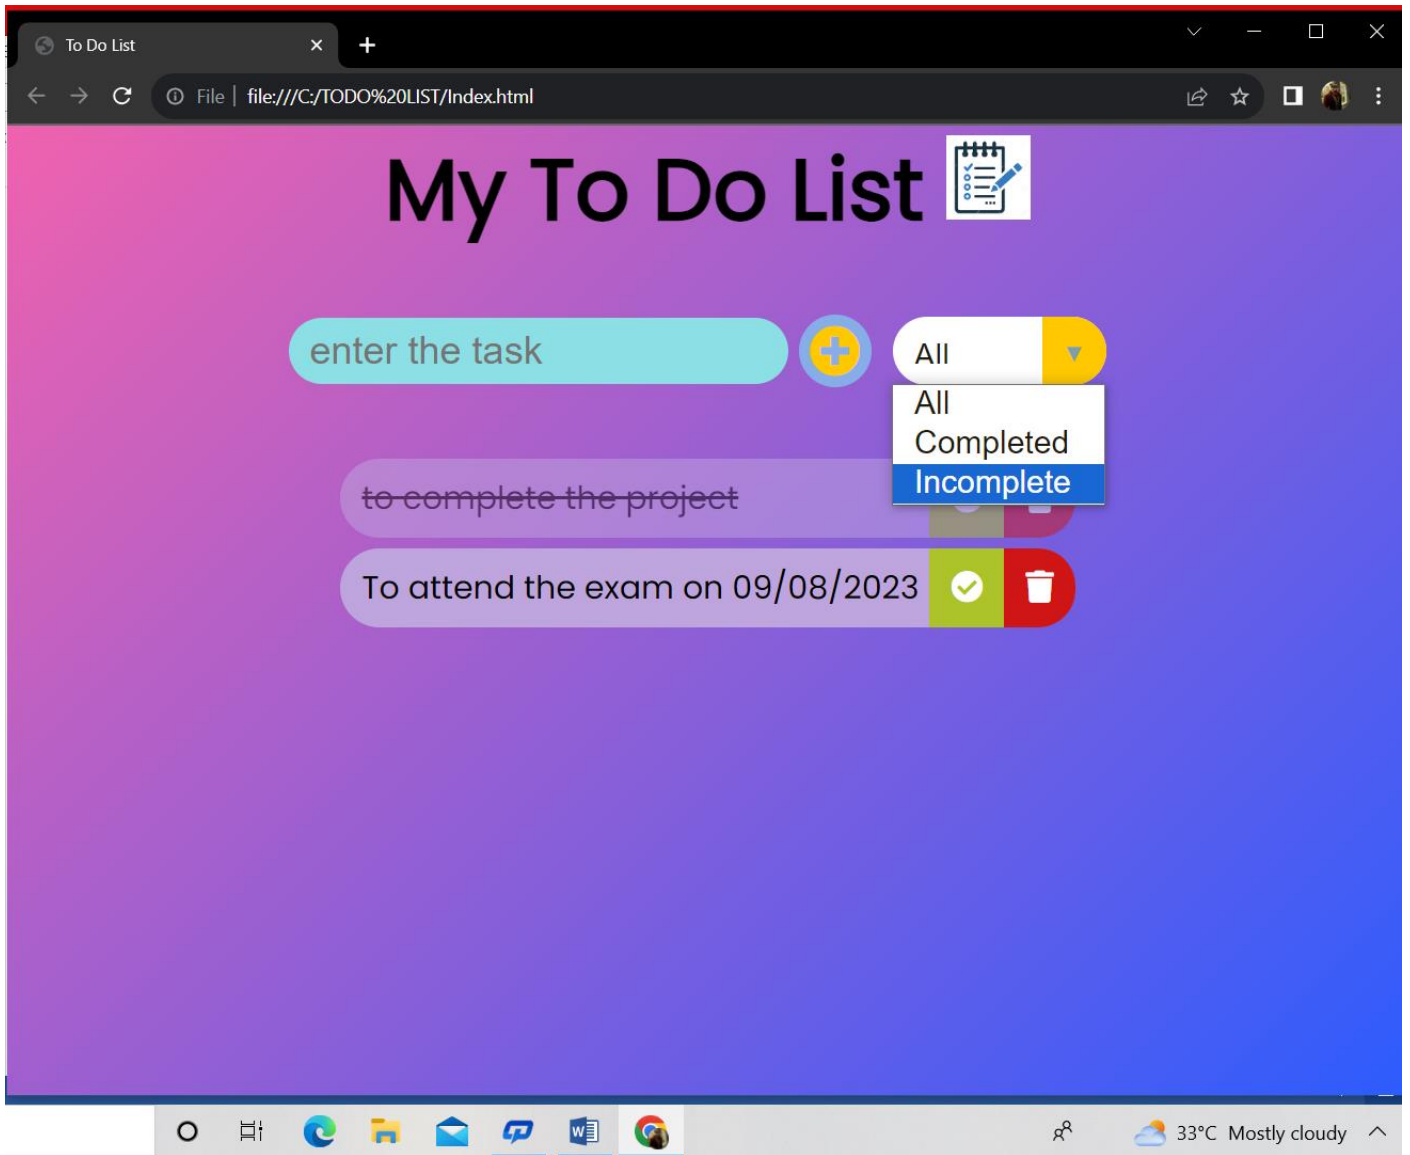 To Do List
File
file:///C:/TODO%20LIST/Index.html
My To Do List
enter the task
All
All
Completed
Incomplete
to complete the project
To attend the exam on 09/08/2023
33°C Mostly cloudy